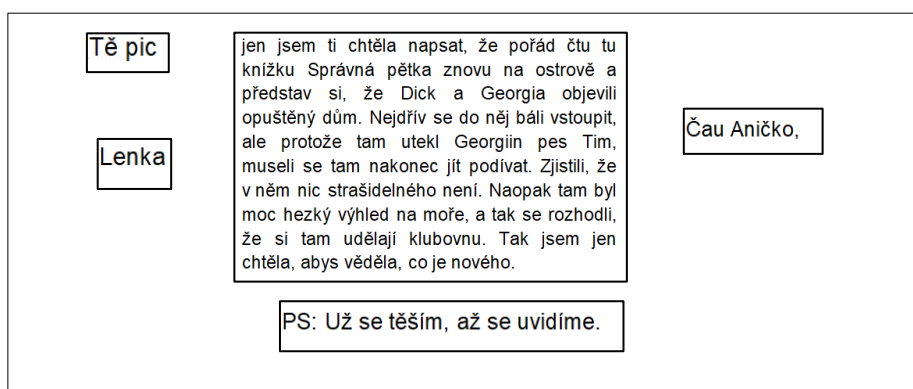 Tě pic
jen jsem ti chtěla napsat, že pořád čtu tu
knížku Správná pětka znovu na ostrově a
představ si, že Dick a Georgia objevili
opuštěný dům. Nejdřív se do něj báli vstoupit,
ale protože tam utekl Georgiin pes Tim,
museli se tam nakonec jít podívat. Zjistili, že
v něm nic strašidelného není. Naopak tam byl
moc hezký výhled na moře, a tak se rozhodli,
že si tam udělají klubovnu. Tak jsem jen
chtěla, abys věděla, co je nového.
Čau Aničko,
Lenka
PS: Už se těším, až se uvidíme.